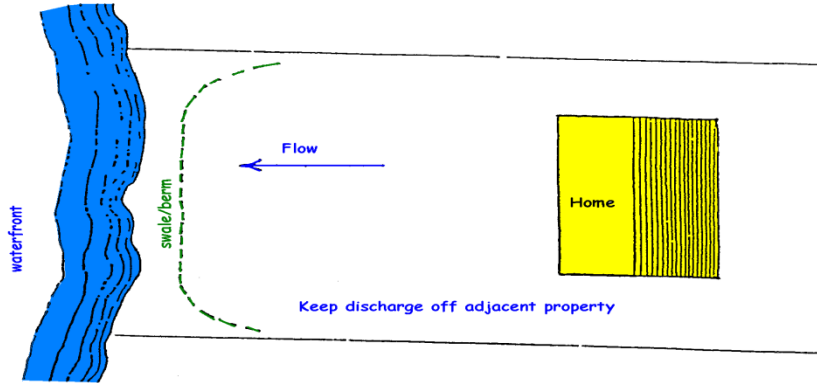 waterfront
swale/berm
Flow
Home
Keep discharge off adjacent property